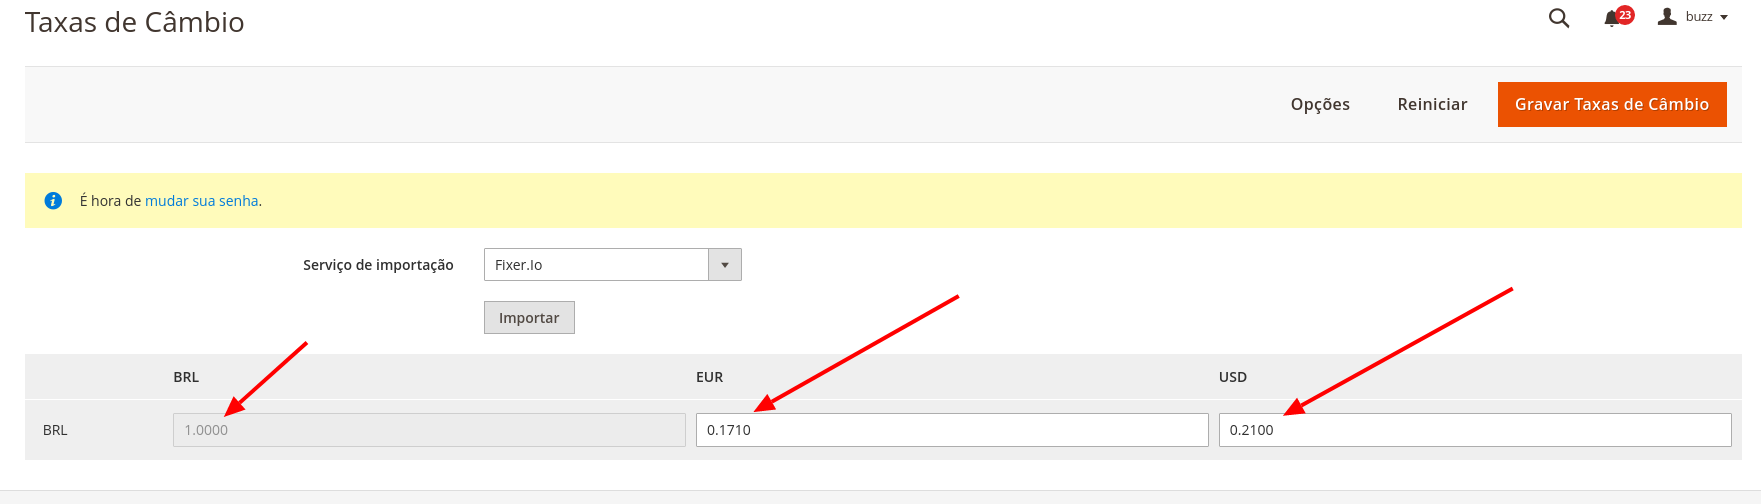 Taxas de Câmbio
23
buzz
Opções Reiniciar Gravar Taxas de Câmbio
É hora de mudar sua senha.
Serviço de importação Fixer.Io
Importar
BRL EUR USD
BRL 1.0000 0.1710 0.2100